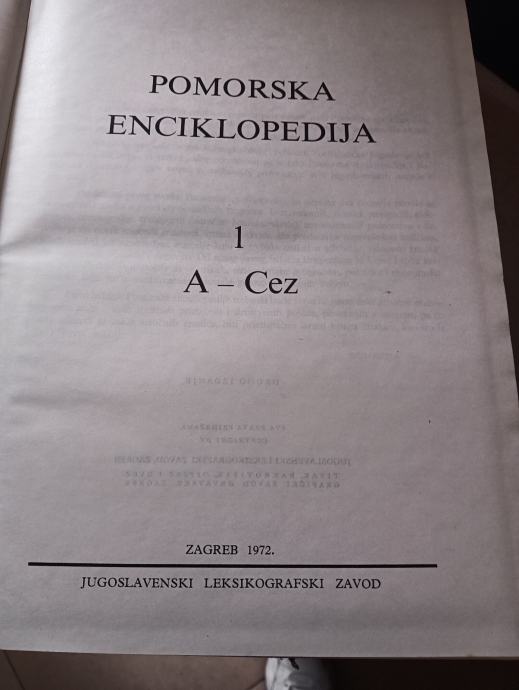 POMORSKA
ENCIKLOPEDIJA
1
A – Cez
ZAGREB 1972.
JUGOSLAVENSKI LEKSIKOGRAFSKI ZAVOD